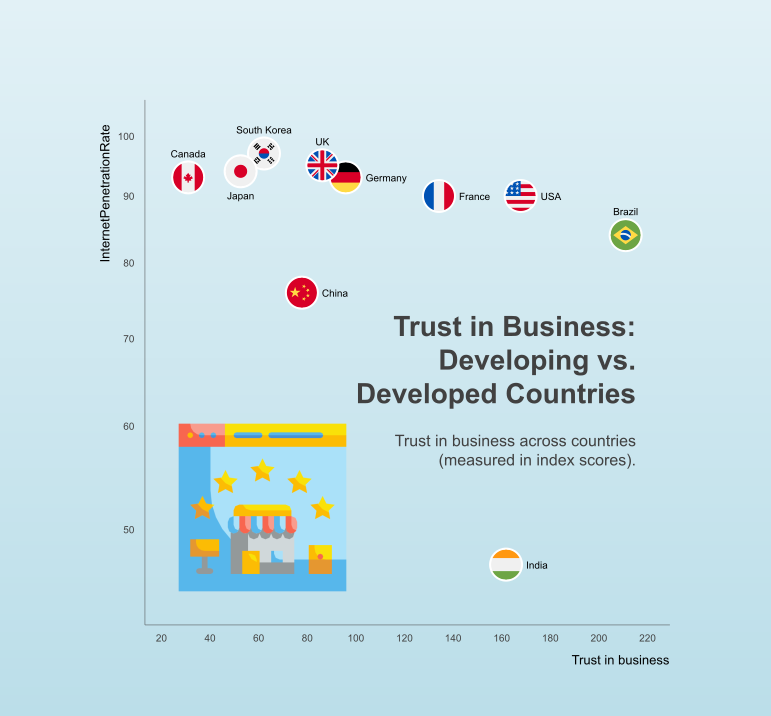 InternetPenetrationRate
100
90
80
70
60
50
South Korea
UK
Canada
Germany
Japan
France
USA
Brazil
China
Trust in Business:
Developing vs.
Developed Countries
Trust in business across countries
(measured in index scores).
India
20 40 60 80 100 120 140 160 180 200 220
Trust in business